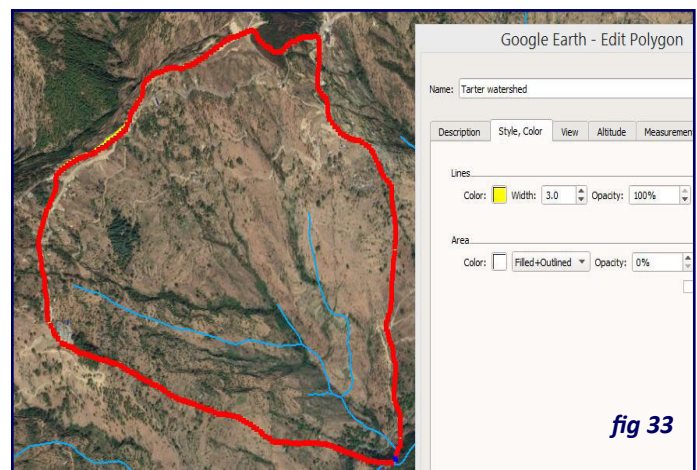 Google Earth - Edit Polygon
Name: Tarter watershed
Description Style, Color View Altitude Measuremen
Lines
Color: Width: 3.0 Opacity: 100%
Area
Color: Filled+Outlined Opacity: 0%
fig 33